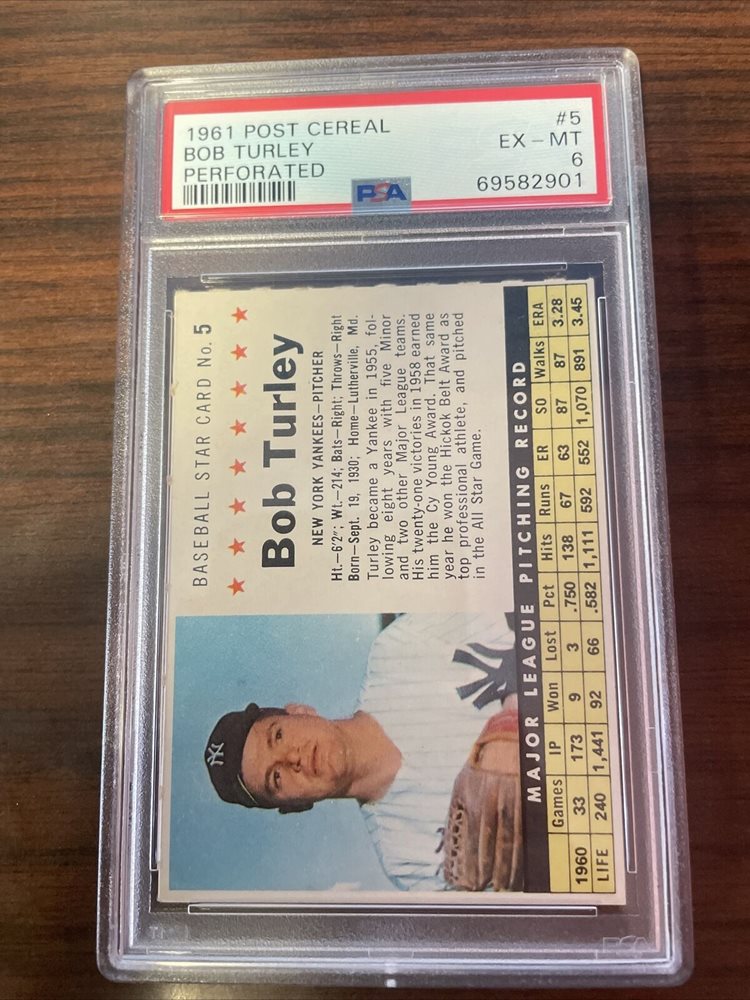 1961 POST CEREAL
BOB TURLEY
PERFORATED
#5
EX - MT
6
69582901
PSA
BASEBALL STAR CARD No. 5
Bob Turley
NEW YORK YANKEES—PITCHER
Ht.—6'2"; Wt.—214; Bats—Right; Throws—Right
Born—Sept. 19, 1930; Home—Lutherville, Md.
Turley became a Yankee in 1955, fol-
lowing eight years with five Minor
and two other Major League teams.
His twenty-one victories in 1958 earned
him the Cy Young Award. That same
year he won the Hickok Belt Award as
top professional athlete, and pitched
in the All Star Game.
NY
NY
MAJOR LEAGUE PITCHING RECORD
Games IP Won Lost Pct Hits Runs ER SO Walks ERA
1960 33 173 9 3 .750 138 67 63 87 87 3.28
LIFE 240 1,441 92 66 .582 1,111 592 552 1,070 891 3.45
PSA